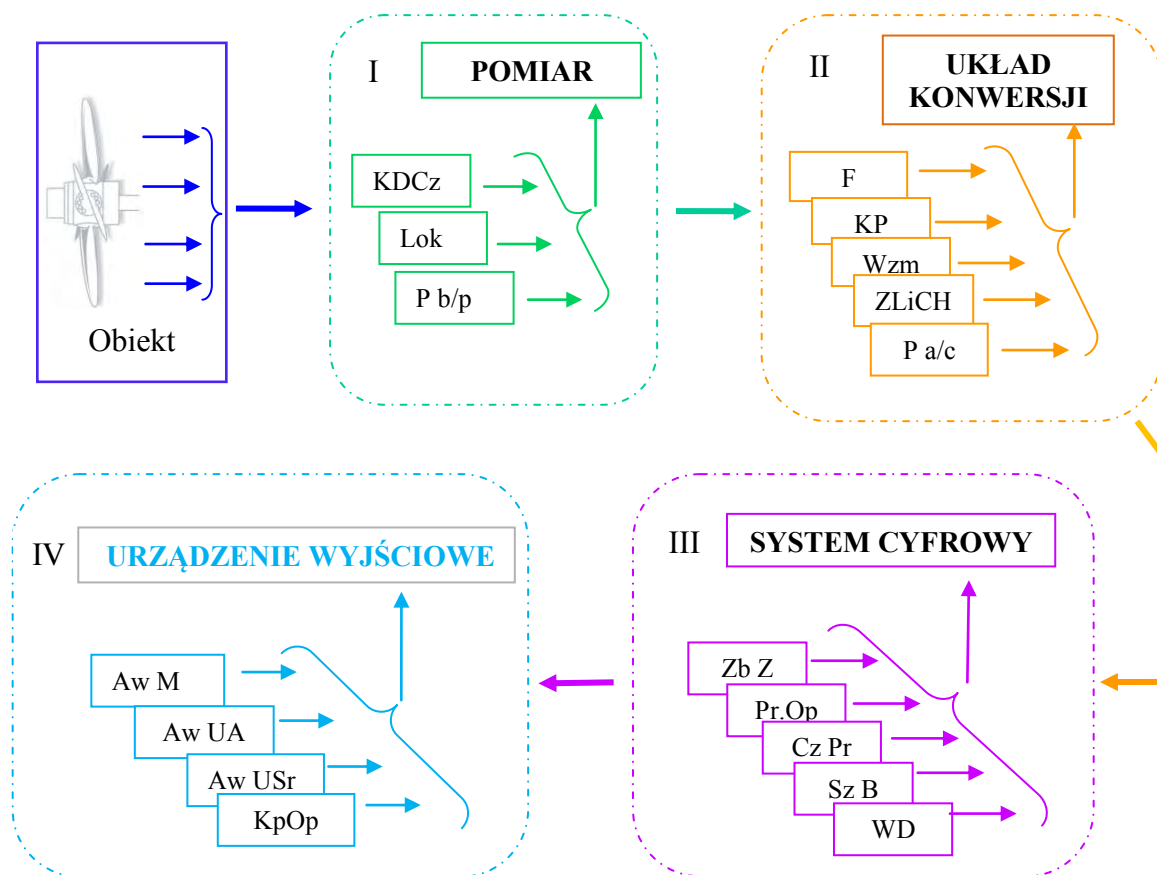 Obiekt
I
POMIAR
KDCz
Lok
P b/p
II
UKŁAD
KONWERSJI
F
KP
Wzm
ZLiCH
P a/c
IV
URZĄDZENIE WYJŚCIOWE
Aw M
Aw UA
Aw USr
KpOp
III
SYSTEM CYFROWY
Zb Z
Pr.Op
Cz Pr
Sz B
WD